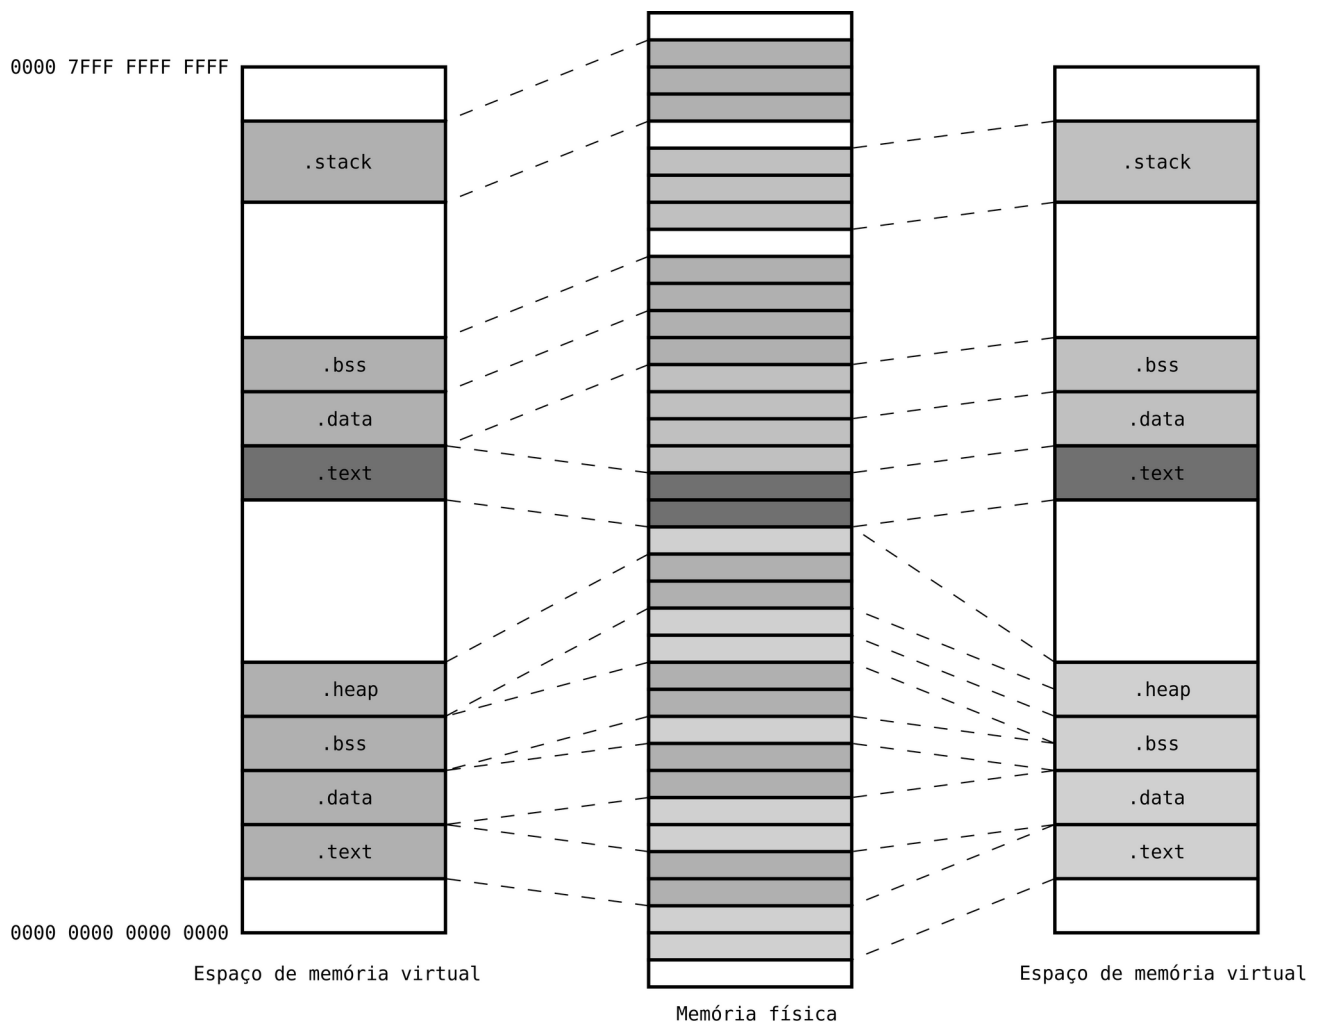 0000 7FFF FFFF FFFF
.stack
.bss
.data
.text
.heap
.bss
.data
.text
0000 0000 0000 0000
Espaço de memória virtual
Memória física
.stack
.bss
.data
.text
.heap
.bss
.data
.text
Espaço de memória virtual